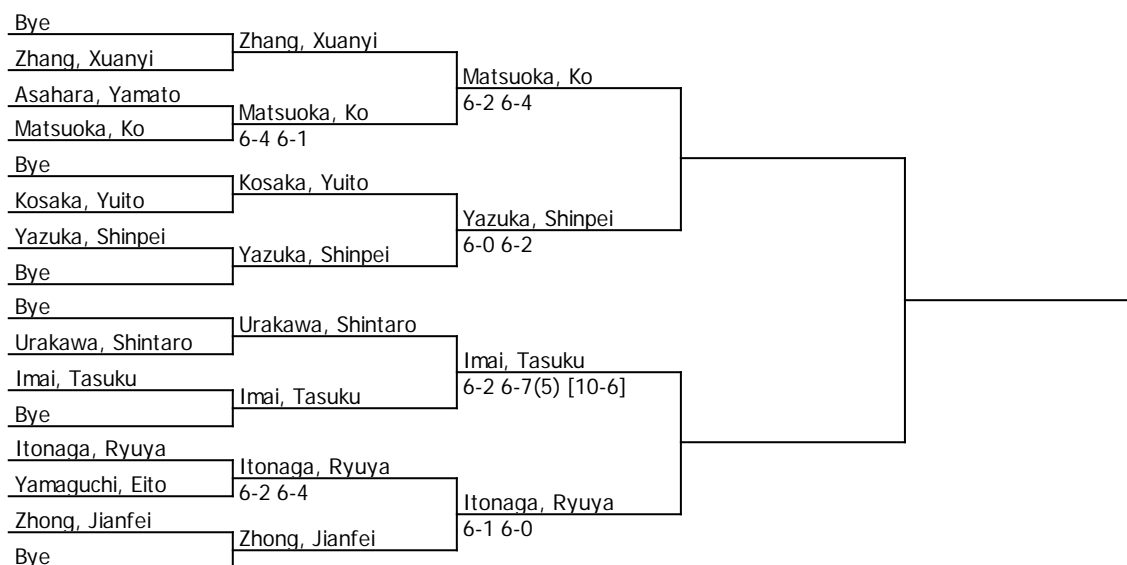 Bye
Zhang, Xuanyi
Asahara, Yamato
Matsuoka, Ko
Bye
Kosaka, Yuito
Yazuka, Shinpei
Bye
Bye
Urakawa, Shintaro
Imai, Tasuku
Bye
Itonaga, Ryuya
Yamaguchi, Eito
Zhong, Jianfei
Bye
Zhang, Xuanyi
Matsuoka, Ko
6-4 6-1
Kosaka, Yuito
Yazuka, Shinpei
Urakawa, Shintaro
Imai, Tasuku
Itonaga, Ryuya
6-2 6-4
Zhong, Jianfei
Matsuoka, Ko
6-2 6-4
Yazuka, Shinpei
6-0 6-2
Imai, Tasuku
6-2 6-7(5) [10-6]
Itonaga, Ryuya
6-1 6-0